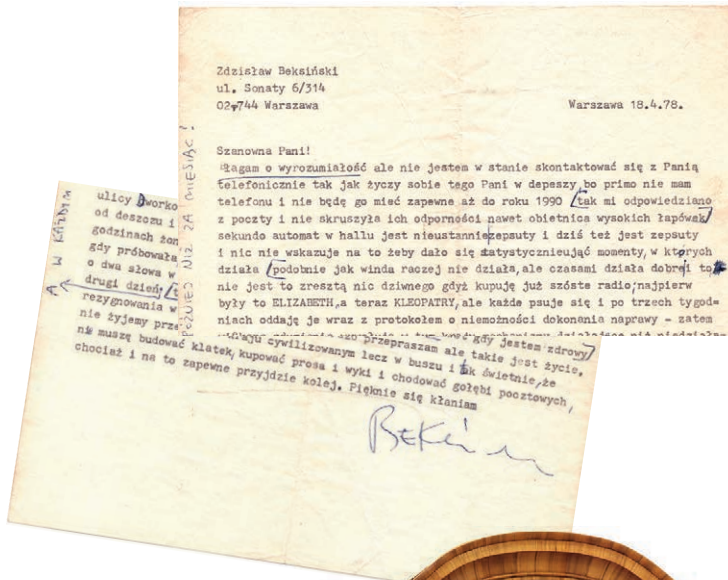 Zdzisław Beksiński
ul. Sonaty 6/314
02-744 Warszawa
Warszawa 18.4.78.
Szanowna Pani!
Błagam o wyrozumiałość ale nie jestem w stanie skontaktować się z Panią
telefonicznie tak jak życzy sobie tego Pani w depeszy bo primo nie mam
telefonu i nie będę go mieć zapewne aż do roku 1990 /tak mi odpowiedziano
z poczty i nie skruszyła ich odporności nawet obietnica wysokich łapówek/
sekundo automat w hallu jest nieustannie zepsuty i dziś też jest zepsuty
i nic nie wskazuje na to żeby dało się statystycznie ująć momenty, w których
działa /podobnie jak winda raczej nie działa, ale czasami działa dobrze i to
nie jest to zresztą nic dziwnego gdyż kupuję już szóste radio; najpierw
były to ELIZABETH, a teraz KLEOPATRY, ale każde psuje się i po trzech tygod-
niach oddaję je wraz z protokołem o niemożności dokonania naprawy - zatem
PÓŹNIEJ NIŻ ZA MIESIĄC!
A W KAŻDYM
ulicy Dworko
od deszczu i
godzinach żon
gdy próbowała
o dwa słowa w
drugi dzień
rezygnowania w
nie żyjemy prze
gdy jestem zdrowy/
kraju cywilizowanym lecz w buszu i tak świetnie, że
przepraszam ale takie jest życie.
nie muszę budować klatek, kupować prosa i wyki i chodować gołębi pocztowych,
chociaż i na to zapewne przyjdzie kolej. Pięknie się kłaniam